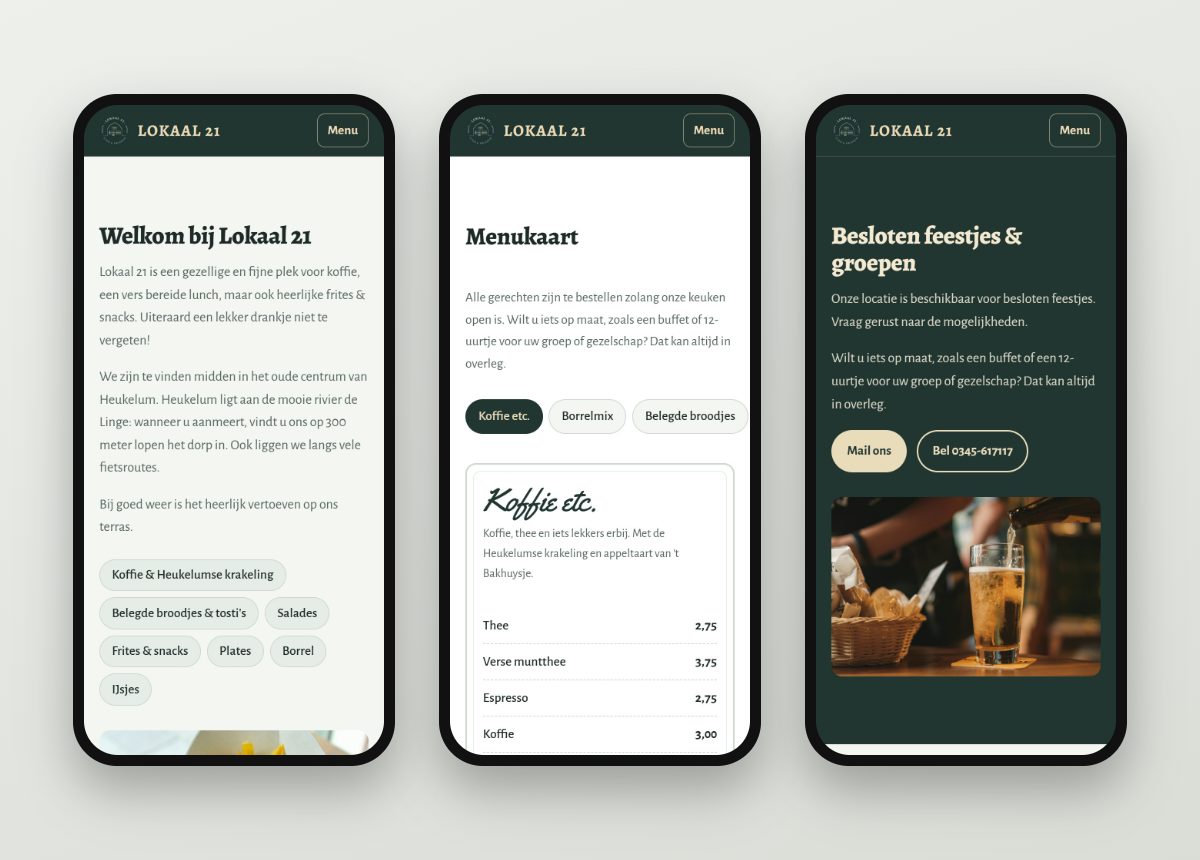 LOKAAL 21
Menu
Welkom bij Lokaal 21
Lokaal 21 is een gezellige en fijne plek voor koffie,
een vers bereide lunch, maar ook heerlijke frites &
snacks. Uiteraard een lekker drankje niet te
vergeten!
We zijn te vinden midden in het oude centrum van
Heukelum. Heukelum ligt aan de mooie rivier de
Linge: wanneer u aanmeert, vindt u ons op 300
meter lopen het dorp in. Ook liggen we langs vele
fietsroutes.
Bij goed weer is het heerlijk vertoeven op ons
terras.
Koffie & Heukelumse krakeling
Belegde broodjes & tosti's
Salades
Frites & snacks
Plates
Borrel
IJsjes
LOKAAL 21
Menu
Menukaart
Alle gerechten zijn te bestellen zolang onze keuken
open is. Wilt u iets op maat, zoals een buffet of 12-
uurtje voor uw groep of gezelschap? Dat kan altijd in
overleg.
Koffie etc.
Borrelmix
Belegde broodjes
Koffie etc.
Koffie, thee en iets lekkers erbij. Met de
Heukelumse krakeling en appeltaart van 't
Bakhuysje.
Thee 2,75
Verse muntthee 3,75
Espresso 2,75
Koffie 3,00
LOKAAL 21
Menu
Besloten feestjes &
groepen
Onze locatie is beschikbaar voor besloten feestjes.
Vraag gerust naar de mogelijkheden.
Wilt u iets op maat, zoals een buffet of een 12-
uurtje voor uw groep of gezelschap? Dat kan altijd
in overleg.
Mail ons
Bel 0345-617117